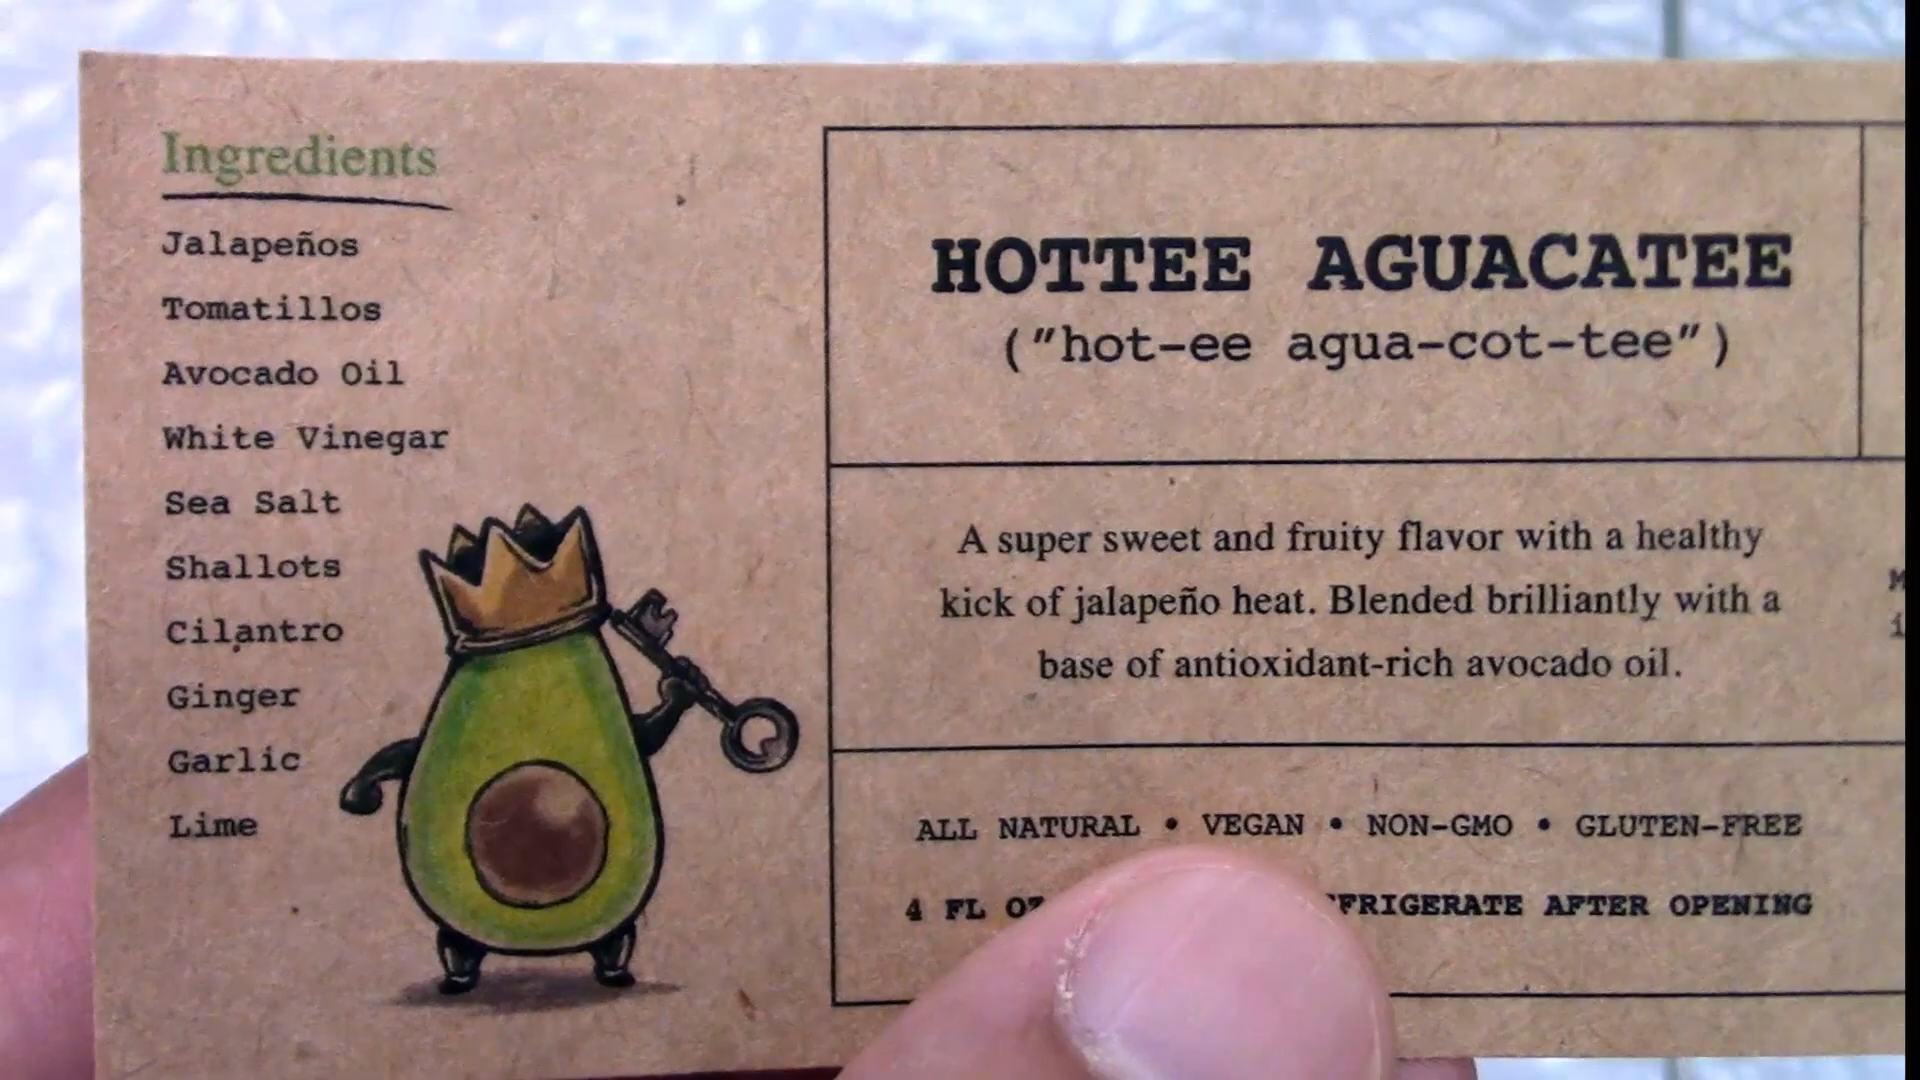 Ingredients
Jalapeños
Tomatillos
Avocado Oil
White Vinegar
Sea Salt
Shallots
Cilantro
Ginger
Garlic
Lime
HOTTEE AGUACATEE
("hot-ee agua-cot-tee")
A super sweet and fruity flavor with a healthy
kick of jalapeño heat. Blended brilliantly with a
base of antioxidant-rich avocado oil.
ALL NATURAL • VEGAN • NON-GMO • GLUTEN-FREE
4 FL OZ AFTER OPENING